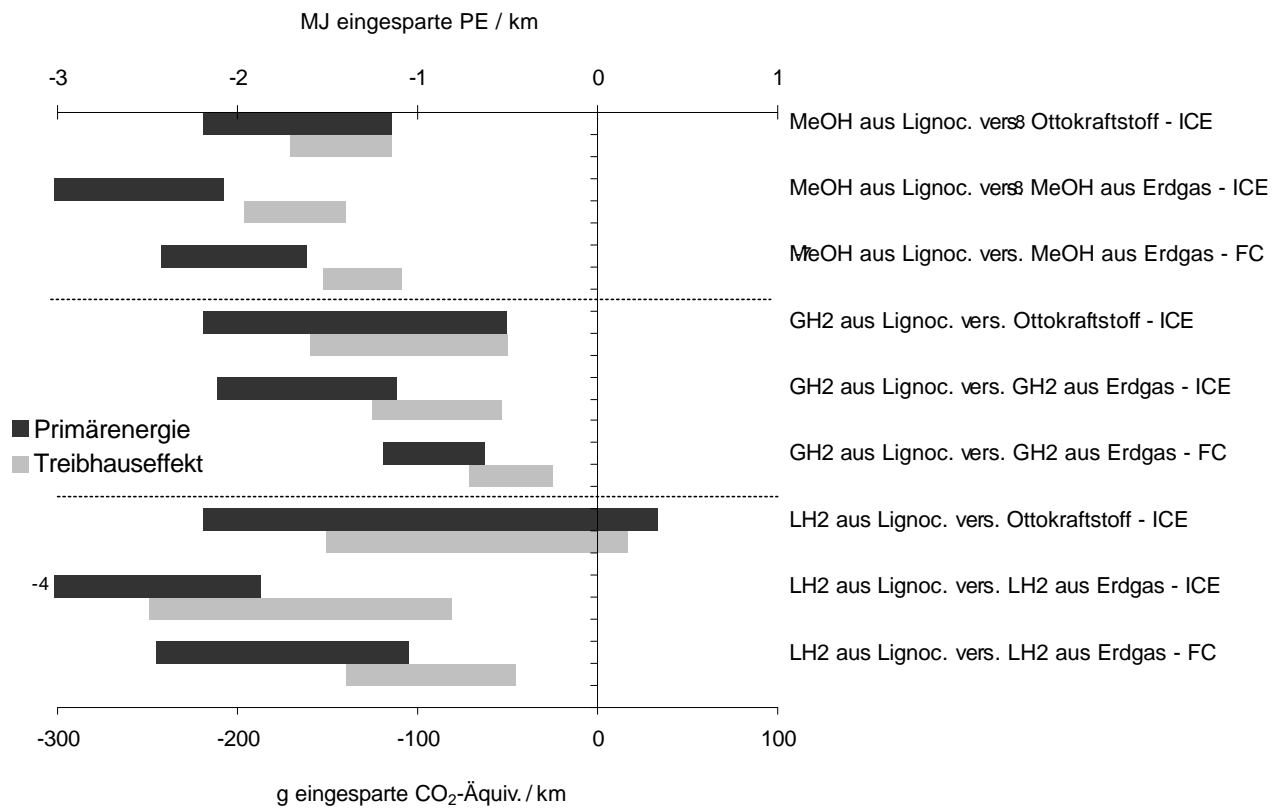 MJ eingesparte PE / km
-3 -2 -1 0 1
MeOH aus Lignoc. vers. Ottokraftstoff - ICE
MeOH aus Lignoc. vers. MeOH aus Erdgas - ICE
MeOH aus Lignoc. vers. MeOH aus Erdgas - FC
GH2 aus Lignoc. vers. Ottokraftstoff - ICE
GH2 aus Lignoc. vers. GH2 aus Erdgas - ICE
Primärenergie
Treibhauseffekt
GH2 aus Lignoc. vers. GH2 aus Erdgas - FC
LH2 aus Lignoc. vers. Ottokraftstoff - ICE
-4
LH2 aus Lignoc. vers. LH2 aus Erdgas - ICE
LH2 aus Lignoc. vers. LH2 aus Erdgas - FC
-300 -200 -100 0 100
g eingesparte CO₂-Äquiv. / km